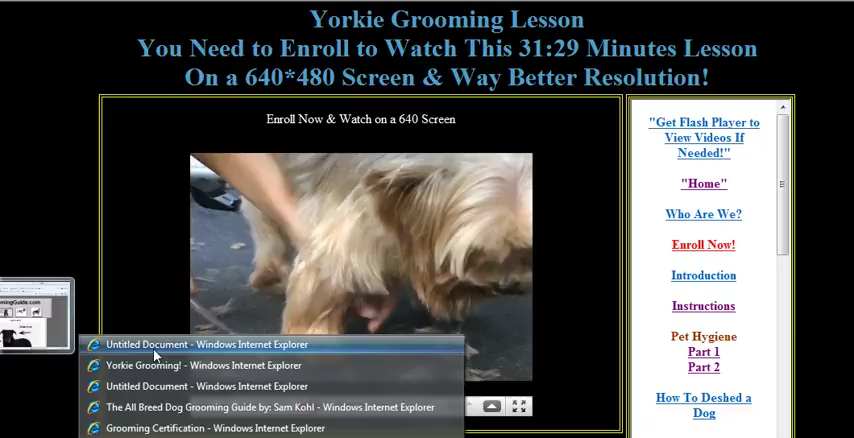 Yorkie Grooming Lesson
You Need to Enroll to Watch This 31:29 Minutes Lesson
On a 640*480 Screen & Way Better Resolution!
Enroll Now & Watch on a 640 Screen
"Get Flash Player to
View Videos If
Needed!"
"Home"
Who Are We?
Enroll Now!
Introduction
Instructions
Pet Hygiene
Part 1
Part 2
How To Deshed a
Dog
mingGuide.com
Untitled Document - Windows Internet Explorer
Yorkie Grooming! - Windows Internet Explorer
Untitled Document - Windows Internet Explorer
The All Breed Dog Grooming Guide by: Sam Kohl - Windows Internet Explorer
Grooming Certification - Windows Internet Explorer